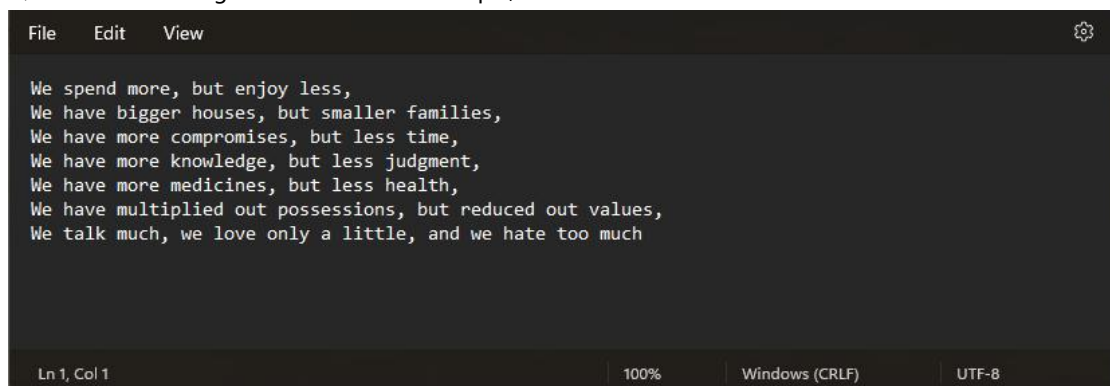 File Edit View
We spend more, but enjoy less,
We have bigger houses, but smaller families,
We have more compromises, but less time,
We have more knowledge, but less judgment,
We have more medicines, but less health,
We have multiplied out possessions, but reduced out values,
We talk much, we love only a little, and we hate too much
Ln 1, Col 1 100% Windows (CRLF) UTF-8